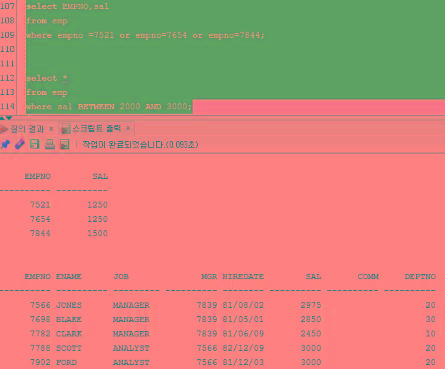 107 select EMPNO,sal
108 from emp
109 where empno =7521 or empno=7654 or empno=7844;
110
111
112 select *
113 from emp
114 where sal BETWEEN 2000 AND 3000;
질의 결과 × 스크립트 출력 ×
작업이 완료되었습니다.(0.093초)
EMPNO SAL
---------- ----------
7521 1250
7654 1250
7844 1500
EMPNO ENAME JOB MGR HIREDATE SAL COMM DEPTNO
---------- ---------- --------- ---------- -------- ---------- ---------- ----------
7566 JONES MANAGER 7839 81/08/02 2975 20
7698 BLAKE MANAGER 7839 81/05/01 2850 30
7782 CLARK MANAGER 7839 81/06/09 2450 10
7788 SCOTT ANALYST 7566 82/12/09 3000 20
7902 FORD ANALYST 7566 81/12/03 3000 20